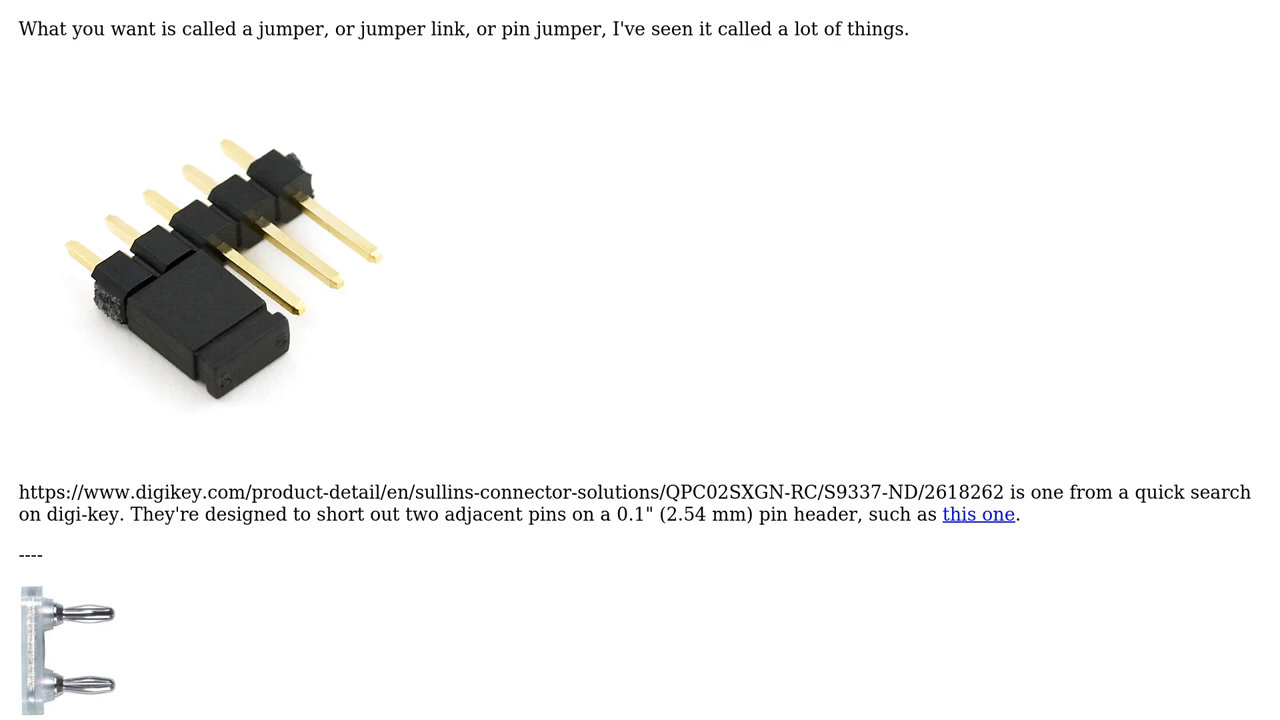 What you want is called a jumper, or jumper link, or pin jumper, I've seen it called a lot of things.
https://www.digikey.com/product-detail/en/sullins-connector-solutions/QPC02SXGN-RC/S9337-ND/2618262 is one from a quick search
on digi-key. They're designed to short out two adjacent pins on a 0.1" (2.54 mm) pin header, such as this one.
----